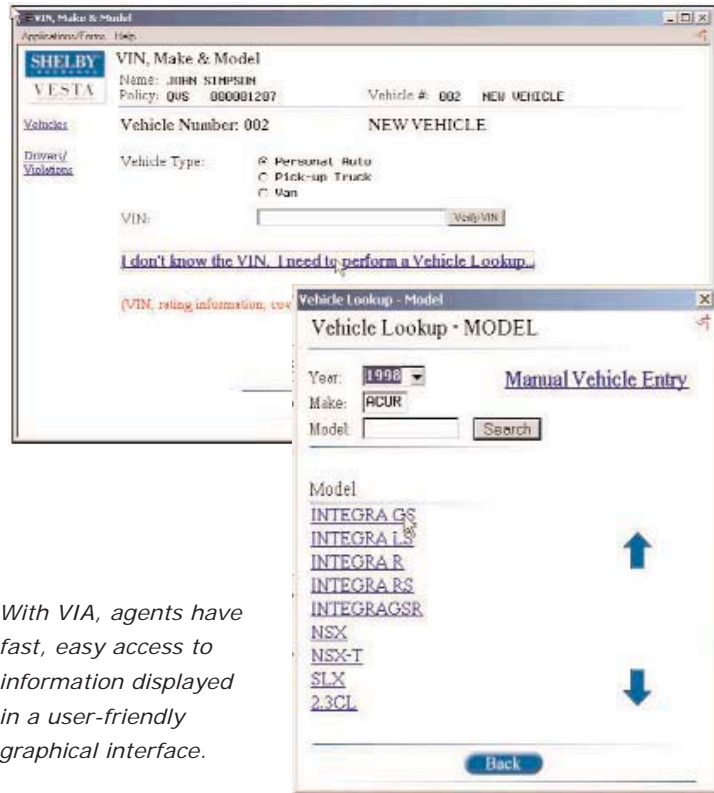 VIN, Make & Model
Applications/Forms Help
SHELBY
VESTA
VIN, Make & Model
Name: JOHN SIMPSON
Policy: QVS 000081207 Vehicle #: 002 NEW VEHICLE
Vehicles
Drivers/
Violations
Vehicle Number: 002 NEW VEHICLE
Vehicle Type: Personal Auto
Pick-up Truck
Van
VIN: Verify VIN
I don't know the VIN. I need to perform a Vehicle Lookup...
(VIN, rating information,
Vehicle Lookup - Model
Vehicle Lookup - MODEL
Year: 1998 Manual Vehicle Entry
Make: ACUR
Model: Search
Model
INTEGRA GS
INTEGRA LS
INTEGRA R
INTEGRA RS
INTEGRAGSR
NSX
NSX-T
SLX
2.3CL
Back
With VIA, agents have
fast, easy access to
information displayed
in a user-friendly
graphical interface.